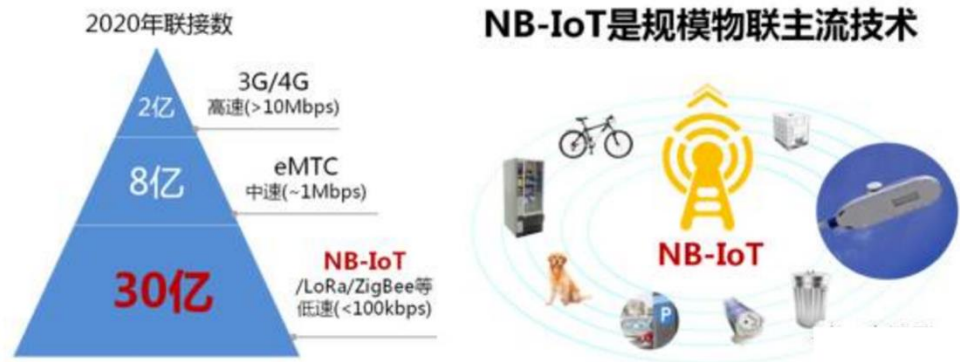 2020年联接数
2亿
3G/4G
高速(>10Mbps)
8亿
eMTC
中速(~1Mbps)
30亿
NB-IoT
/LoRa/ZigBee等
低速(<100kbps)
NB-IoT是规模物联主流技术
NB-IoT
P